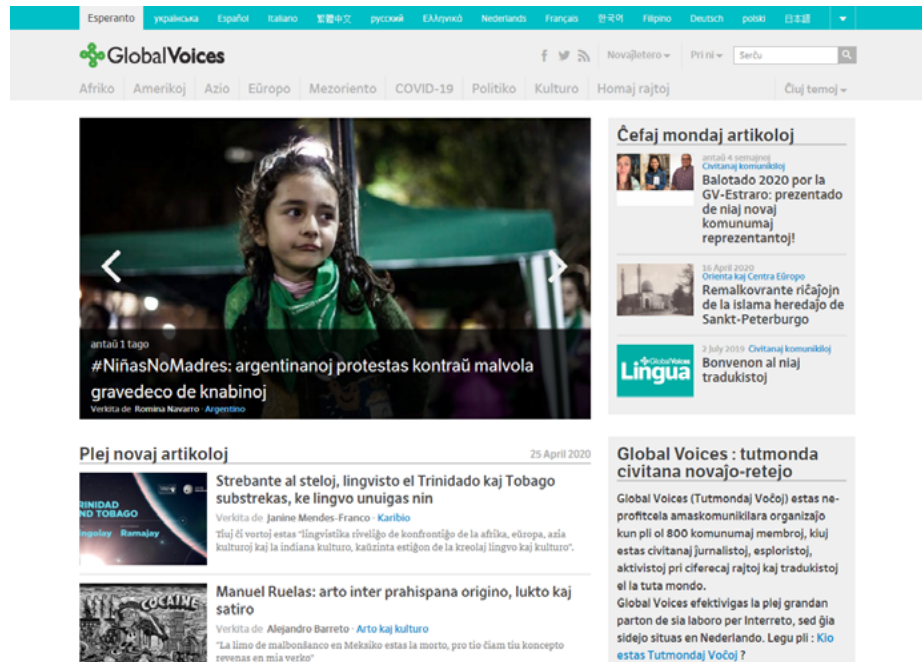 Esperanto українська Español Italiano 繁體中文 русский Ελληνικά Nederlands Français 한국어 Filipino Deutsch polski 日本語
GlobalVoices
Novaĵletero Pri ni Serĉu
Afriko Amerikoj Azio Eŭropo Mezoriento COVID-19 Politiko Kulturo Homaj rajtoj Ĉiuj temoj
antaŭ 1 tago
#NiñasNoMadres: argentinanoj protestas kontraŭ malvola
gravedeco de knabinoj
Verkita de Romina Navarro · Argentino
Ĉefaj mondaj artikoloj
antaŭ 4 semajnoj
Civitanaj komunikiloj
Balotado 2020 por la
GV-Estraro: prezentado
de niaj novaj
komunumaj
reprezentantoj!
16 April 2020
Orienta kaj Centra Eŭropo
Remalkovrante riĉaĵojn
de la islama heredaĵo de
Sankt-Peterburgo
GlobalVoices
Lingua
2 July 2019 Civitanaj komunikiloj
Bonvenon al niaj
tradukistoj
Plej novaj artikoloj 25 April 2020
TRINIDAD
AND TOBAGO
Ramajay
Strebante al steloj, lingvisto el Trinidado kaj Tobago
substrekas, ke lingvo unuigas nin
Verkita de Janine Mendes-Franco · Karibio
Tiuj ĉi vortoj estas "lingvistika riveliĝo de konfrontiĝo de la afrika, eŭropa, azia
kulturoj kaj la indiana kulturo, kaŭzinta estiĝon de la kreolaj lingvo kaj kulturo".
COCAINE
Manuel Ruelas: arto inter prahispana origino, lukto kaj
satiro
Verkita de Alejandro Barreto · Arto kaj kulturo
"La limo de malbonŝanco en Meksiko estas la morto, pro tio ĉiam tiu koncepto
revenas en mia verko"
Global Voices : tutmonda
civitana novaĵo-retejo
Global Voices (Tutmondaj Voĉoj) estas ne-
profitcela amaskomunikilara organizaĵo
kun pli ol 800 komunumaj membroj, kiuj
estas civitanaj ĵurnalistoj, esploristoj,
aktivistoj pri ciferecaj rajtoj kaj tradukistoj
el la tuta mondo.
Global Voices efektivigas la plej grandan
parton de sia laboro per Interreto, sed ĝia
sidejo situas en Nederlando. Legu pli : Kio
estas Tutmondaj Voĉoj ?